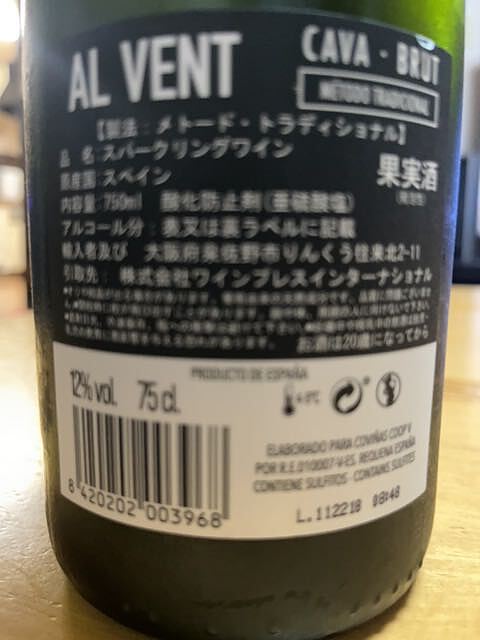 AL VENT
CAVA - BRUT
MÉTODO TRADICIONAL
【製法：メトード・トラディショナル】
品 名：スパークリングワイン
果実酒
原産国：スペイン
内容量：750ml 酸化防止剤（亜硫酸塩）
アルコール分： 表又は裏ラベルに記載
輸入者及び 大阪府泉佐野市りんくう往来北2-11
引取先： 株式会社ワインプレスインターナショナル
お酒は20歳になってから
PRODUCTO DE ESPAÑA
12% vol. 75 cl.
ELABORADO PARA COVIÑAS COOP V
POR R.E. 010007-V-ES. REQUENA ESPAÑA
CONTIENE SULFITOS - CONTAINS SULFITES
8 420202 003968
L.112218 08:48